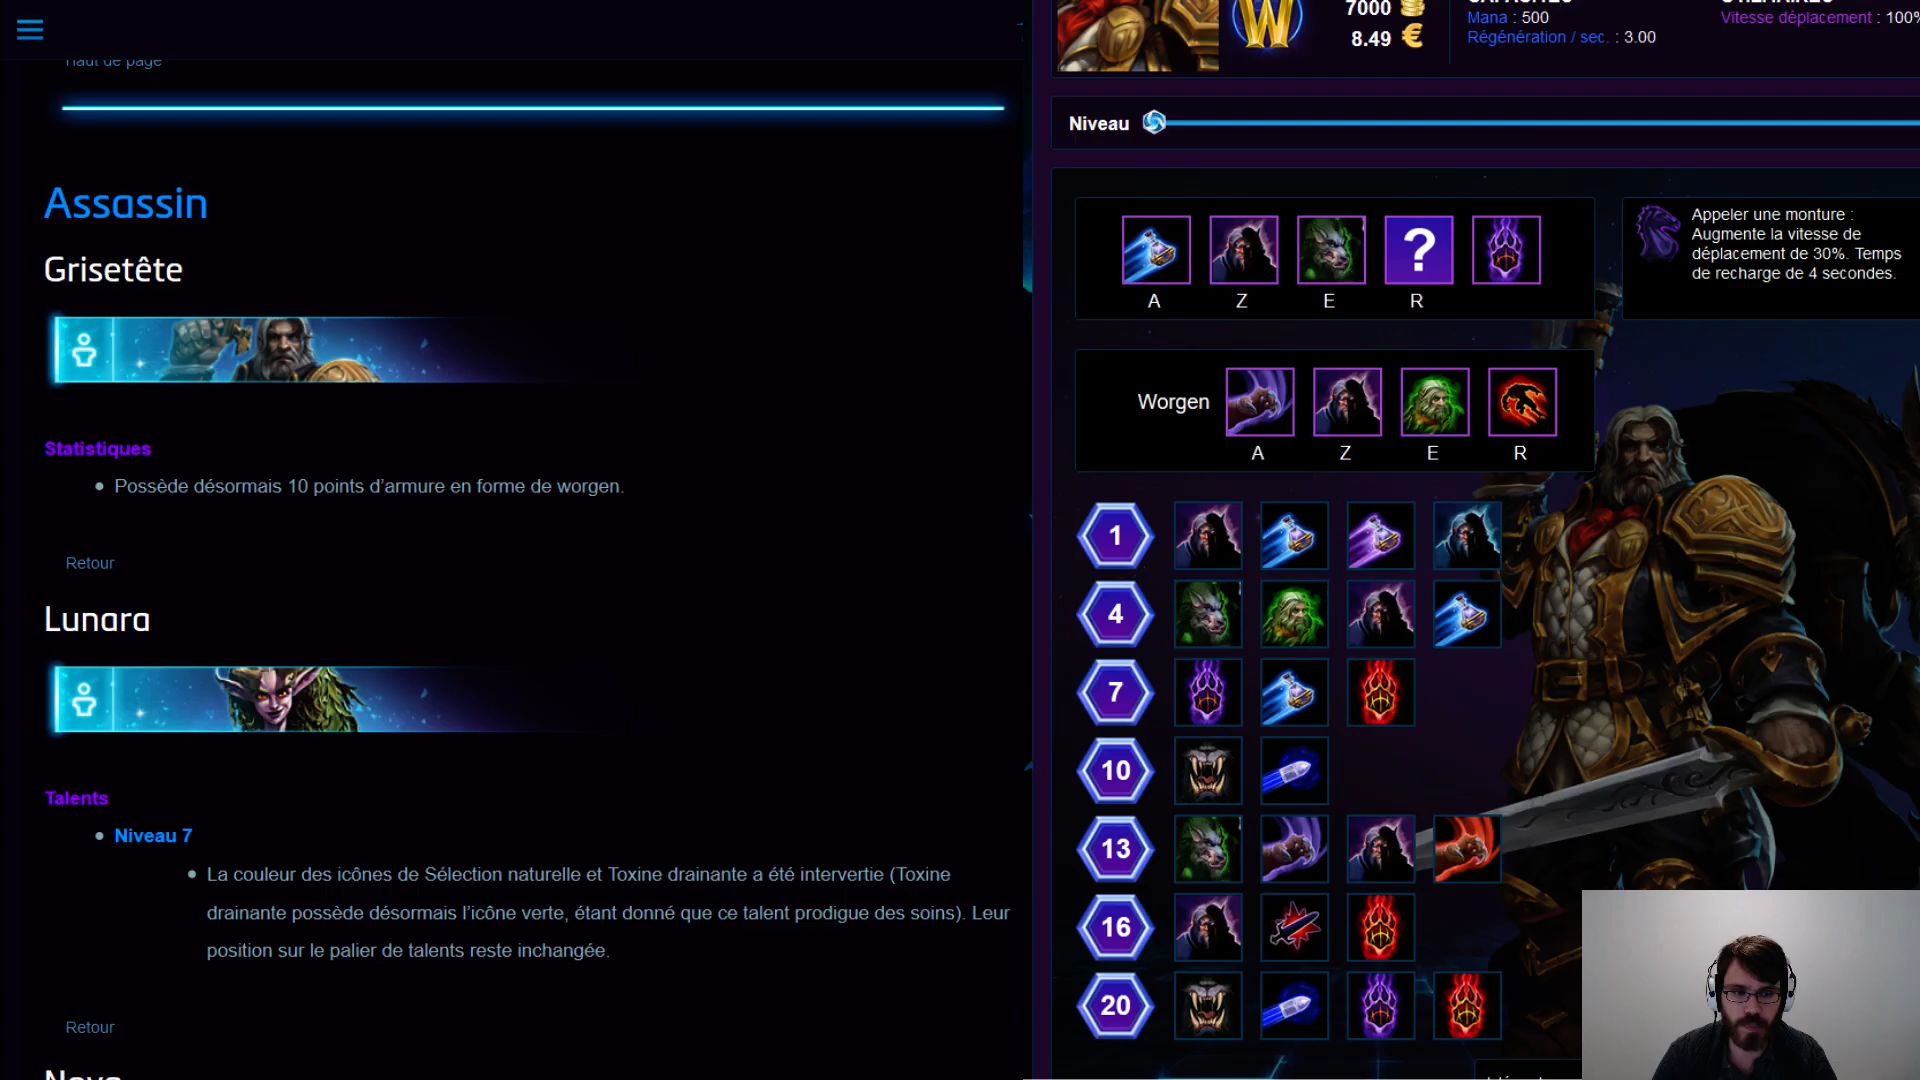 Haut de page
Assassin
Grisetête
Statistiques
Possède désormais 10 points d’armure en forme de worgen.
Retour
Lunara
Talents
Niveau 7
La couleur des icônes de Sélection naturelle et Toxine drainante a été intervertie (Toxine
drainante possède désormais l’icône verte, étant donné que ce talent prodigue des soins). Leur
position sur le palier de talents reste inchangée.
Retour
7000
8.49 €
Mana : 500
Régénération / sec. : 3.00
Vitesse déplacement : 100%
Niveau
?
A Z E R
Appeler une monture :
Augmente la vitesse de
déplacement de 30%. Temps
de recharge de 4 secondes.
Worgen
A Z E R
1
4
7
10
13
16
20